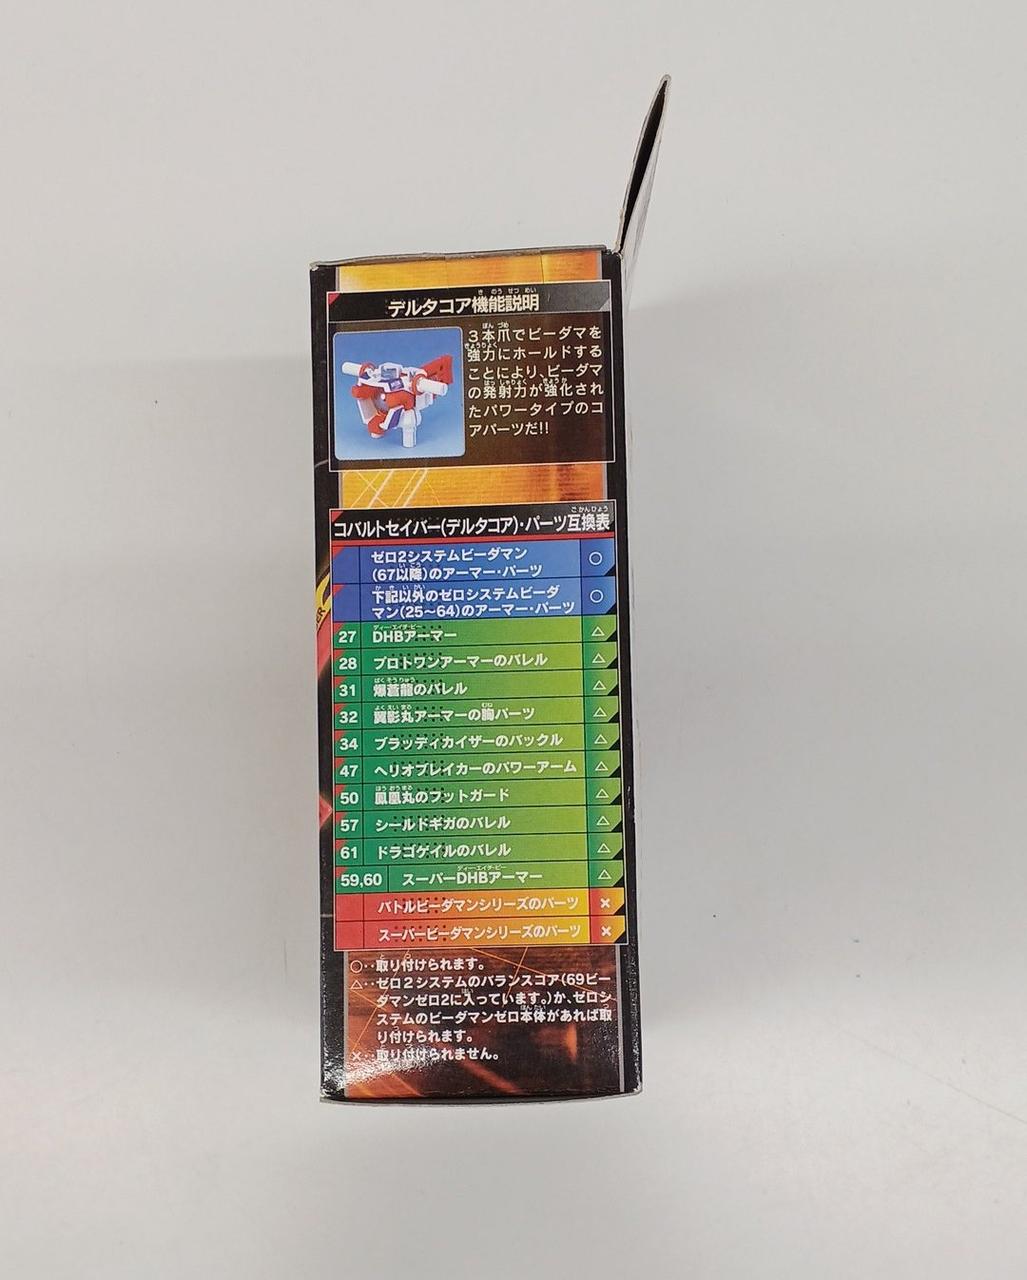 デルタコア機能説明
3本爪でビーダマを
強力にホールドする
ことにより、ビーダマ
の発射力が強化され
たパワータイプのコ
アパーツだ!!
コバルトセイバー(デルタコア)・パーツ互換表
ゼロ2システムビーダマン
(67以降)のアーマー・パーツ ○
下記以外のゼロシステムビーダ
マン(25~64)のアーマー・パーツ ○
27 DHBアーマー △
28 プロトワンアーマーのバレル △
31 爆蒼龍のバレル △
32 翼影丸アーマーの胸パーツ △
34 ブラッディカイザーのバックル △
47 ヘリオブレイカーのパワーアーム △
50 鳳凰丸のフットガード △
57 シールドギガのバレル △
61 ドラゴゲイルのバレル △
59,60 スーパーDHBアーマー △
バトルビーダマンシリーズのパーツ ×
スーパービーダマンシリーズのパーツ ×
○‥取り付けられます。
△‥ゼロ2システムのバランスコア(69ビー
ダマンゼロ2に入っています。)か、ゼロシ
ステムのビーダマンゼロ本体があれば取
り付けられます。
×‥取り付けられません。